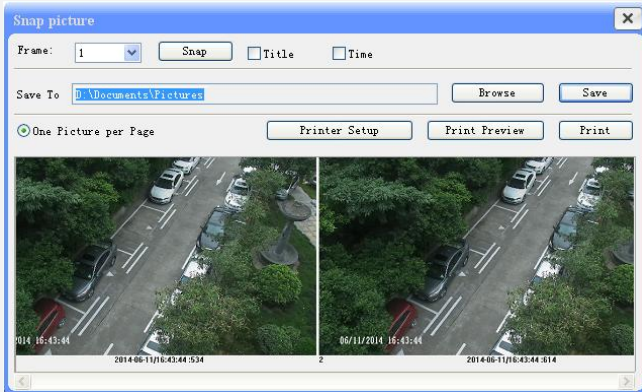 Snap picture
Frame: 1 Snap Title Time
Save To D:\Documents\Pictures Browse Save
One Picture per Page Printer Setup Print Preview Print
2014 16:43:44 06/11/2014 16:43:44
2014-06-11/16:43:44 :534 2 2014-06-11/16:43:44 :614